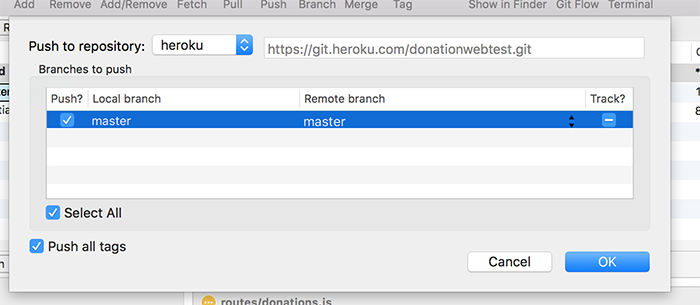 Add Remove Add/Remove Fetch Pull Push Branch Merge Tag Show in Finder Git Flow Terminal
Push to repository: heroku https://git.heroku.com/donationwebtest.git
Branches to push
Push? Local branch Remote branch Track?
master master
Select All
Push all tags
Cancel OK
routes/donations.js